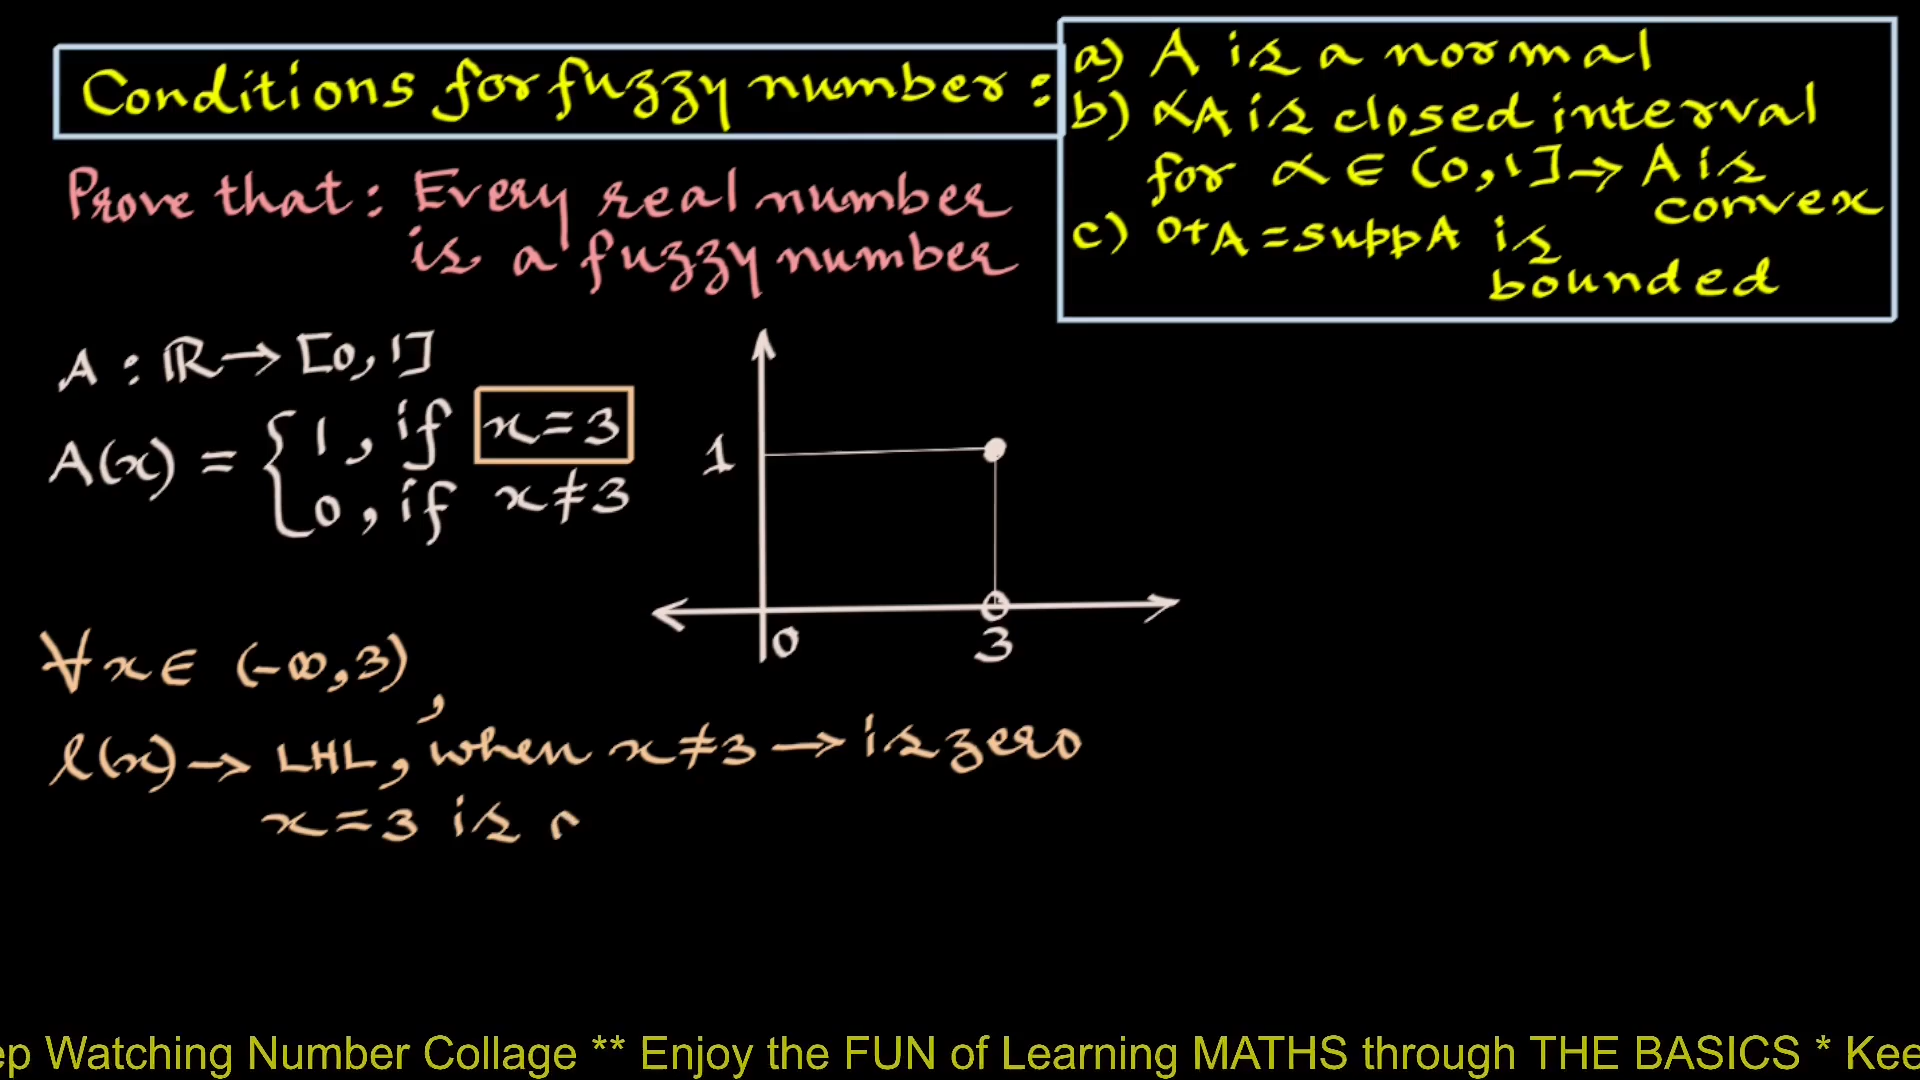 Conditions for fuzzy number :
a) A is a normal
b) αA is closed interval
for α ∈ (0,1] → A is
convex
c) 0+A = supp A is
bounded
Prove that : Every real number
is a fuzzy number
A : ℝ → [0,1]
A(x) = { 1, if x=3
0, if x≠3
1
0
3
∀ x ∈ (-∞,3),
l(x) → LHL, when x≠3 → is zero
x=3 is
ep Watching Number Collage ** Enjoy the FUN of Learning MATHS through THE BASICS * Kee